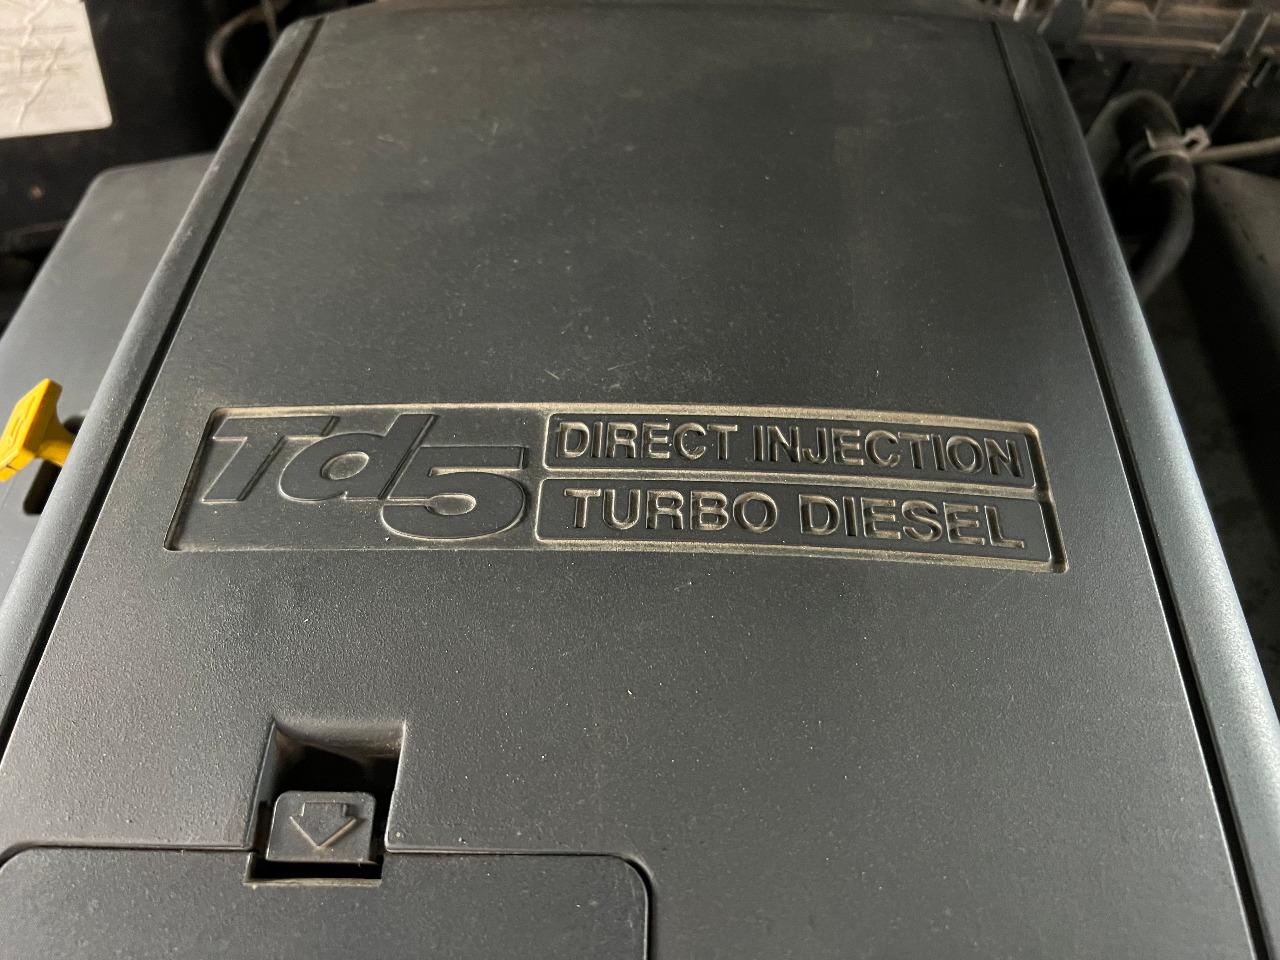 Td5
DIRECT INJECTION
TURBO DIESEL